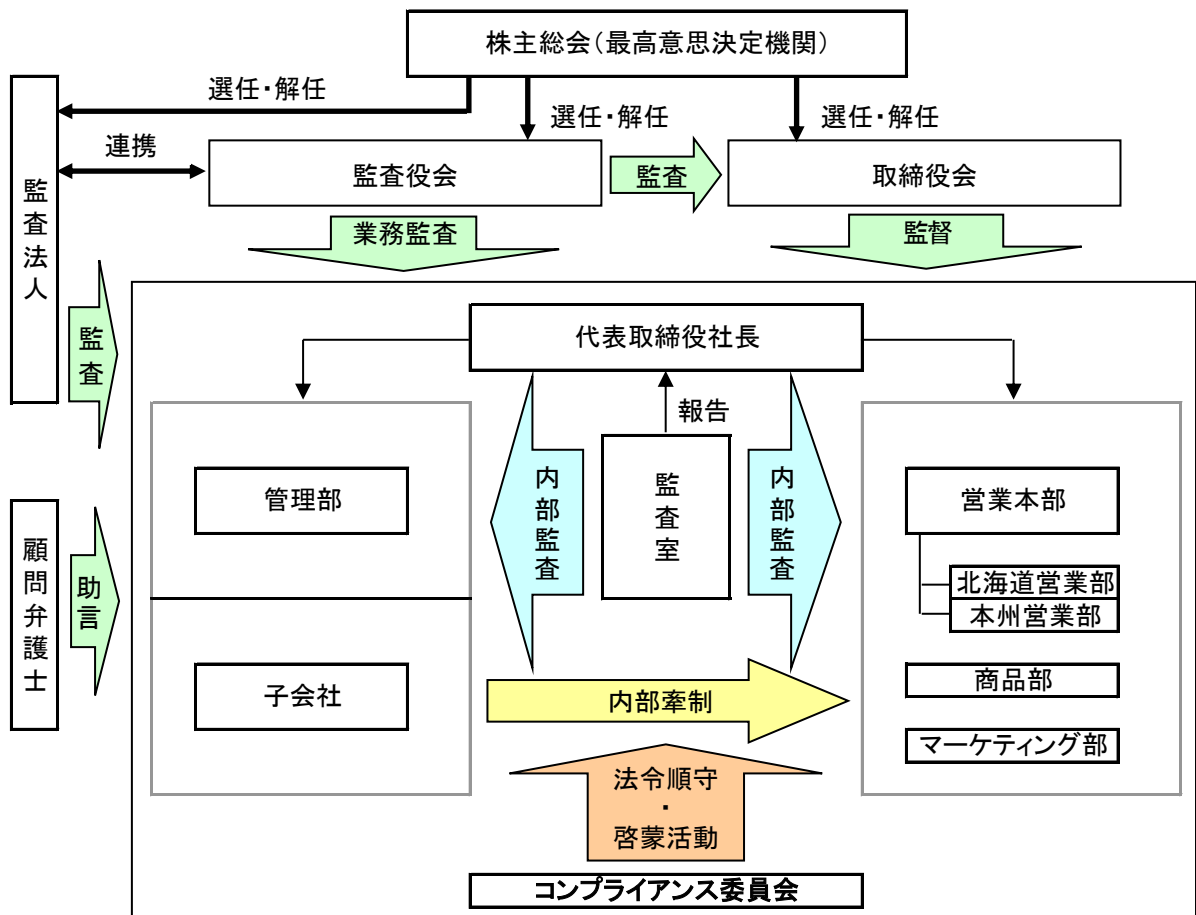 株主総会（最高意思決定機関）
選任・解任
選任・解任
選任・解任
連携
監査法人
監査役会
監査
取締役会
業務監査
監督
監査
代表取締役社長
報告
管理部
内部監査
監査室
内部監査
営業本部
北海道営業部
本州営業部
顧問弁護士
助言
子会社
内部牽制
商品部
マーケティング部
法令順守
・
啓蒙活動
コンプライアンス委員会